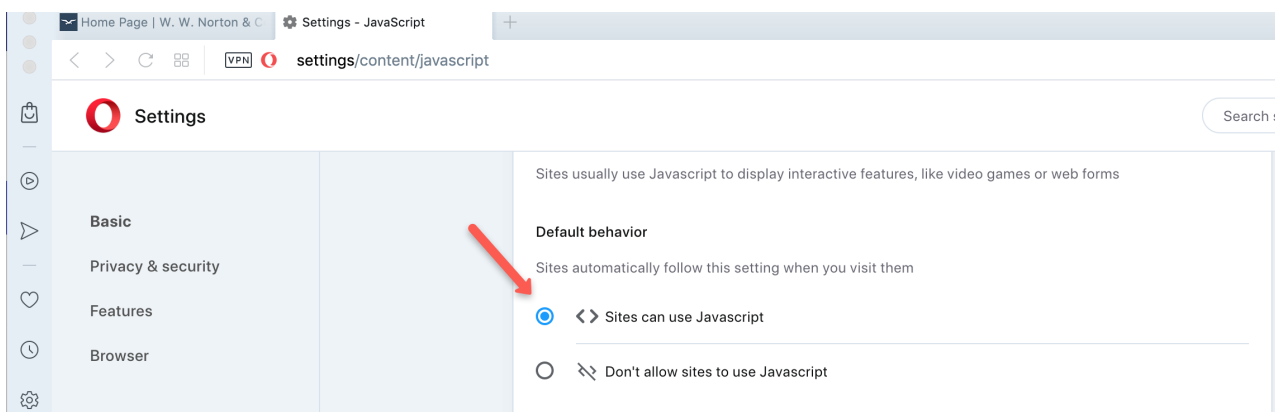 Home Page | W. W. Norton & C
Settings - JavaScript
VPN
settings/content/javascript
Settings
Search
Sites usually use Javascript to display interactive features, like video games or web forms
Basic
Default behavior
Privacy & security
Sites automatically follow this setting when you visit them
Features
Sites can use Javascript
Browser
Don't allow sites to use Javascript